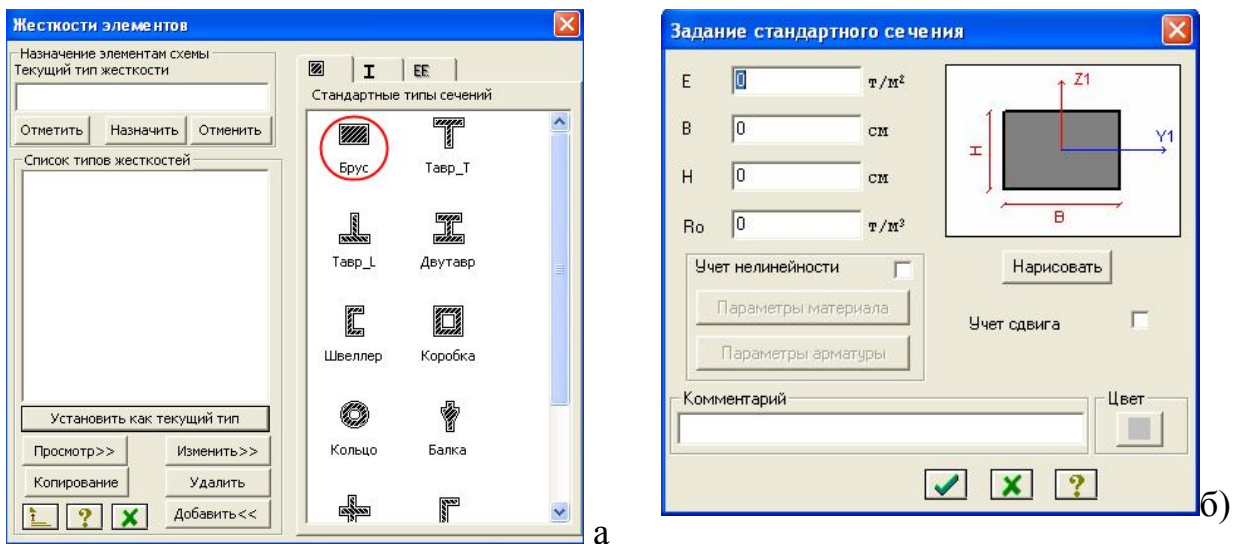 Жесткости элементов
Назначение элементам схемы
Текущий тип жесткости
Отметить Назначить Отменить
Список типов жесткостей
Установить как текущий тип
Просмотр>> Изменить>>
Копирование Удалить
? X Добавить<<
I EE
Стандартные типы сечений
Брус Тавр_T
Тавр_L Двутавр
Швеллер Коробка
Кольцо Балка
а
Задание стандартного сечения
E 0 т/м²
B 0 см
H 0 см
Ro 0 т/м³
Z1
Y1
H
B
Учет нелинейности
Параметры материала
Параметры арматуры
Нарисовать
Учет сдвига
Комментарий
Цвет
?
б)